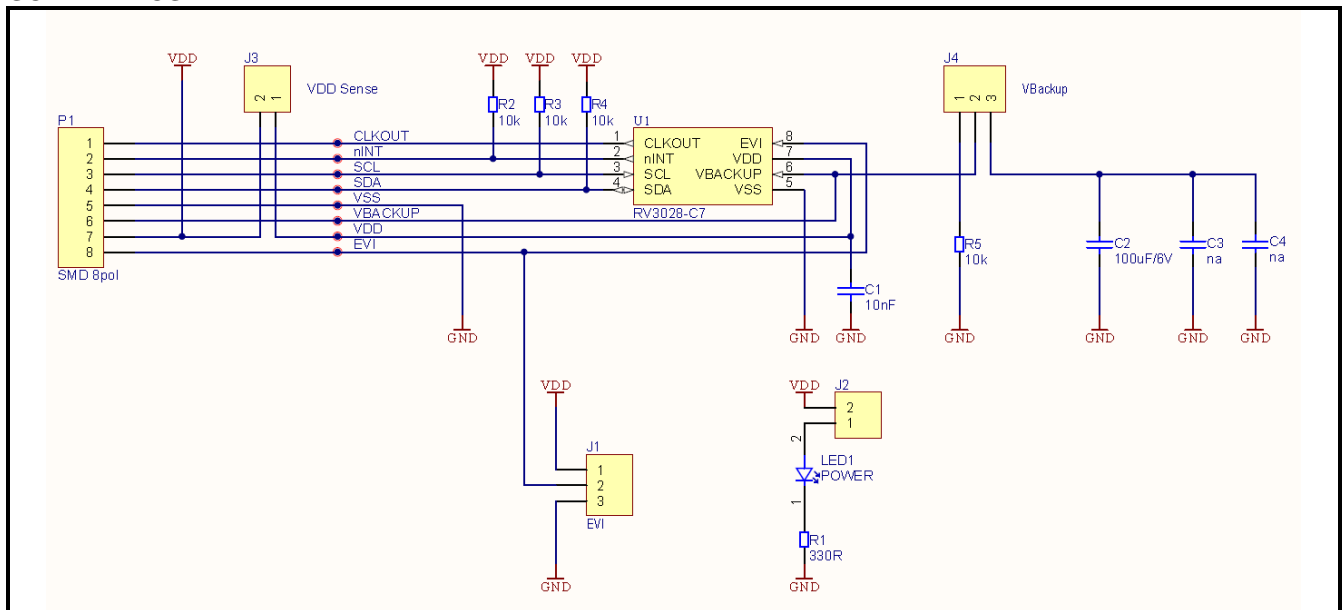 VDD
J3
2
1
VDD Sense
VDD
VDD
VDD
R2
10k
R3
10k
R4
10k
U1
1 CLKOUT EVI 8
2 nINT VDD 7
3 SCL VBACKUP 6
4 SDA VSS 5
RV3028-C7
J4
1 2 3
VBackup
P1
1
2
3
4
5
6
7
8
SMD 8pol
CLKOUT
nINT
SCL
SDA
VSS
VBACKUP
VDD
EVI
GND
C1
10nF
GND
GND
R5
10k
GND
C2
100uF/6V
GND
C3
na
GND
C4
na
GND
VDD
J1
1
2
3
EVI
GND
VDD
J2
2
1
2
LED1
POWER
1
R1
330R
GND